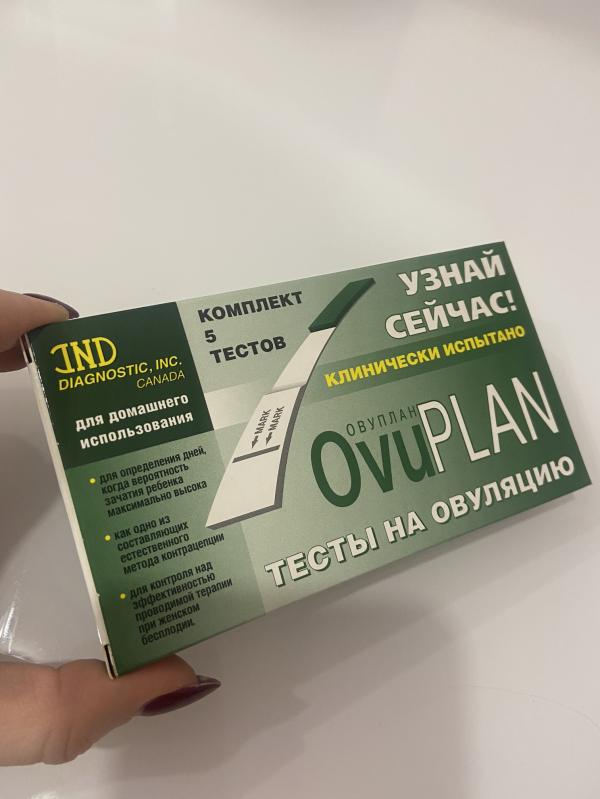 IND
DIAGNOSTIC, INC.
CANADA
для домашнего
использования
• для определения дней,
когда вероятность
зачатия ребенка
максимально высока
• как одно из
составляющих
естественного
метода контрацепции
• для контроля над
эффективностью
проводимой терапии
при женском
бесплодии.
КОМПЛЕКТ
5
ТЕСТОВ
MARK
MARK
УЗНАЙ
СЕЙЧАС!
КЛИНИЧЕСКИ ИСПЫТАНО
ОВУПЛАН
OvuPLAN
ТЕСТЫ НА ОВУЛЯЦИЮ